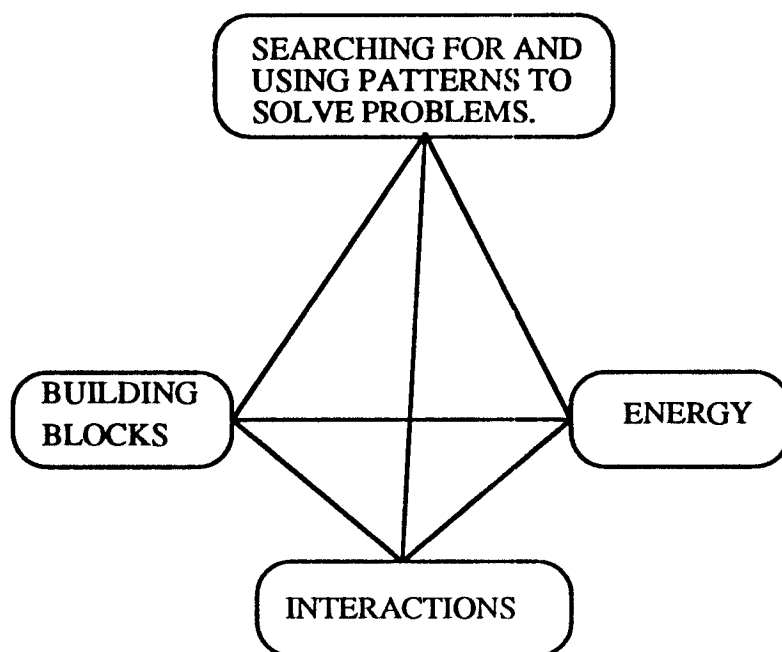 SEARCHING FOR AND
USING PATTERNS TO
SOLVE PROBLEMS.
BUILDING
BLOCKS
ENERGY
INTERACTIONS